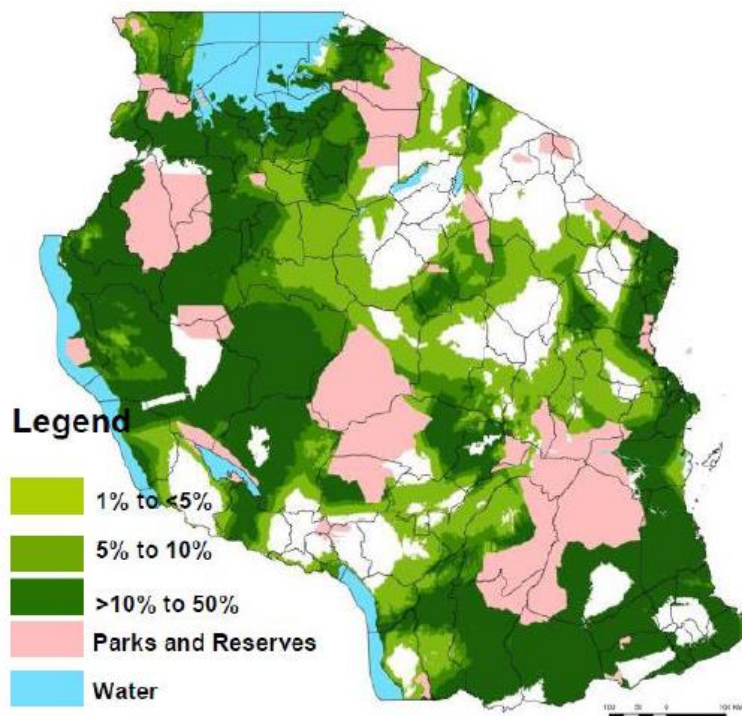 Legend
1% to <5%
5% to 10%
>10% to 50%
Parks and Reserves
Water